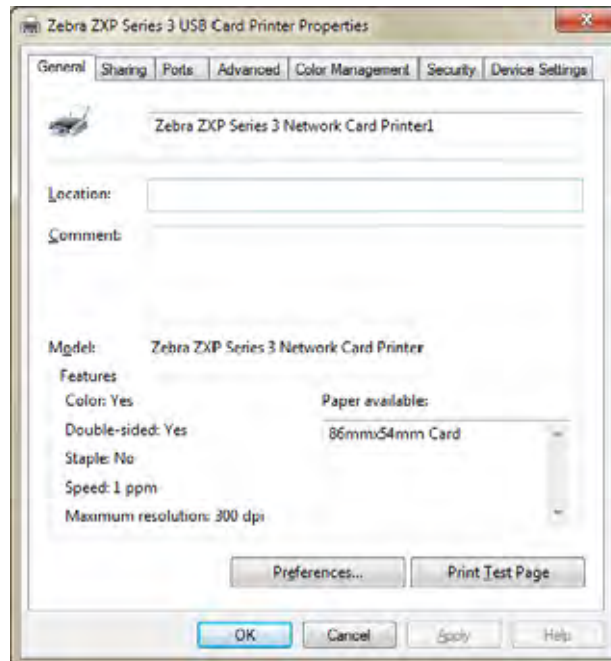 Zebra ZXP Series 3 USB Card Printer Properties
General Sharing Ports Advanced Color Management Security Device Settings
Zebra ZXP Series 3 Network Card Printer1
Location:
Comment:
Model: Zebra ZXP Series 3 Network Card Printer
Features
Color: Yes Paper available:
Double-sided: Yes 86mmx54mm Card
Staple: No
Speed: 1 ppm
Maximum resolution: 300 dpi
Preferences... Print Test Page
OK Cancel Apply Help